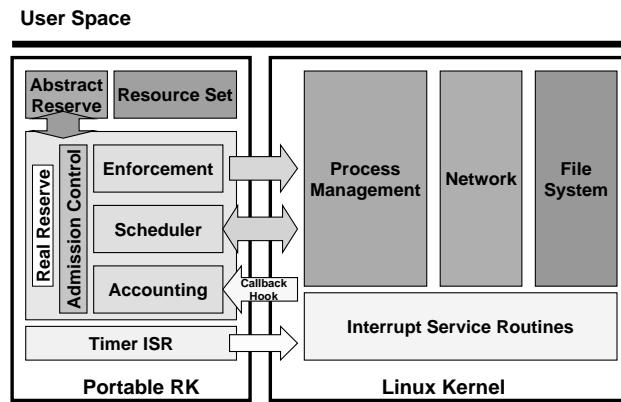 User Space
Abstract
Reserve
Resource Set
Real Reserve
Admission Control
Enforcement
Scheduler
Accounting
Timer ISR
Portable RK
Callback
Hook
Process
Management
Network
File
System
Interrupt Service Routines
Linux Kernel